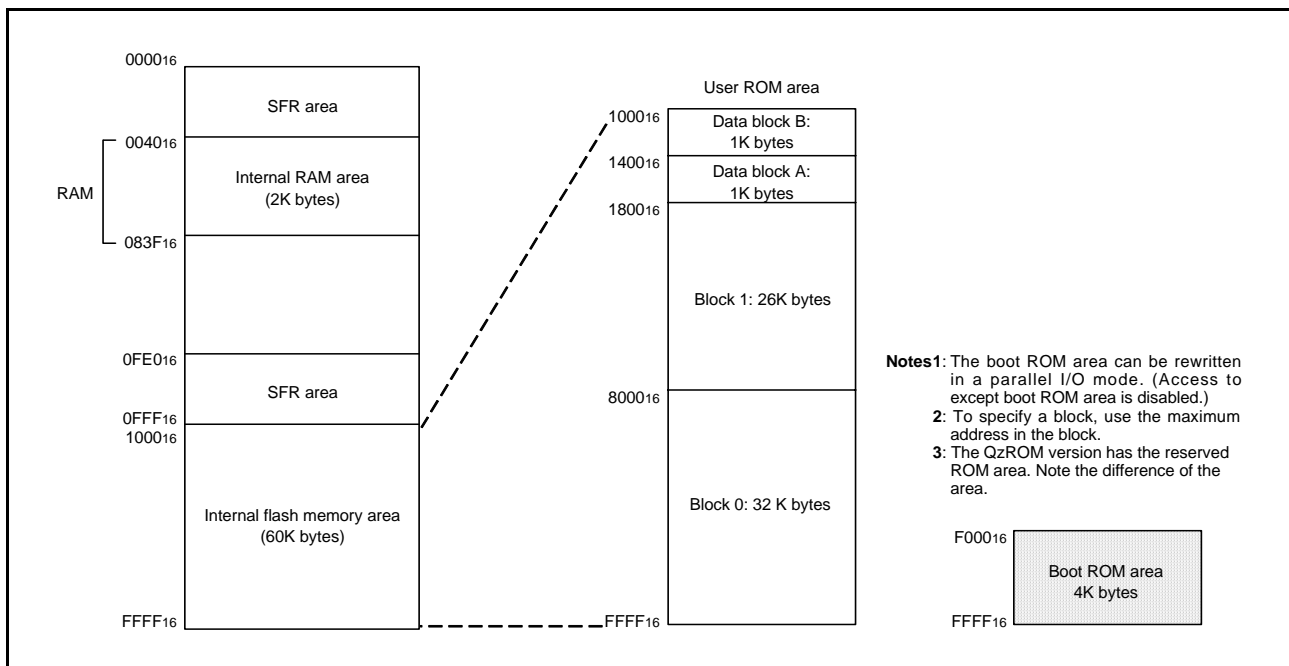 000016
SFR area
004016
Internal RAM area
(2K bytes)
RAM
083F16
0FE016
SFR area
0FFF16
100016
Internal flash memory area
(60K bytes)
FFFF16
User ROM area
100016
Data block B:
1K bytes
140016
Data block A:
1K bytes
180016
Block 1: 26K bytes
800016
Block 0: 32 K bytes
FFFF16
Notes1: The boot ROM area can be rewritten
in a parallel I/O mode. (Access to
except boot ROM area is disabled.)
2: To specify a block, use the maximum
address in the block.
3: The QzROM version has the reserved
ROM area. Note the difference of the
area.
F00016
Boot ROM area
4K bytes
FFFF16